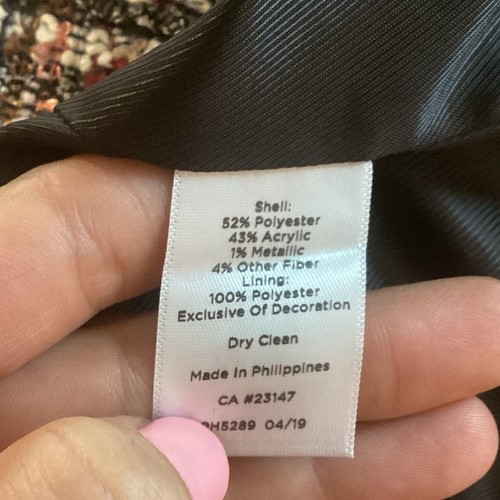 Shell:
52% Polyester
43% Acrylic
1% Metallic
4% Other Fiber
Lining:
100% Polyester
Exclusive Of Decoration
Dry Clean
Made In Philippines
CA #23147
04/19